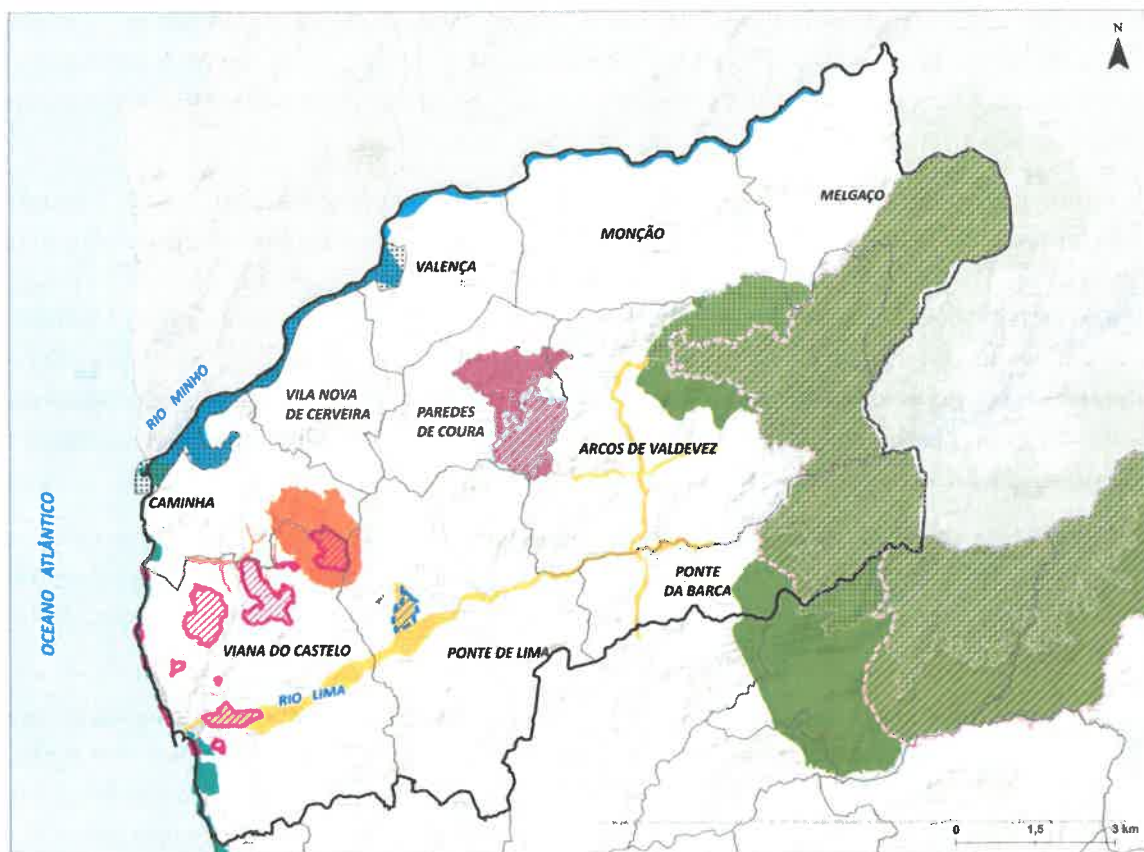 N
MELGAÇO
MONÇÃO
VALENÇA
RIO MINHO
VILA NOVA
DE CERVEIRA
PAREDES
DE COURA
ARCOS DE VALDEVEZ
CAMINHA
OCEANO ATLÂNTICO
PONTE
DA BARCA
VIANA DO CASTELO
PONTE DE LIMA
RIO LIMA
0 1,5 3 km